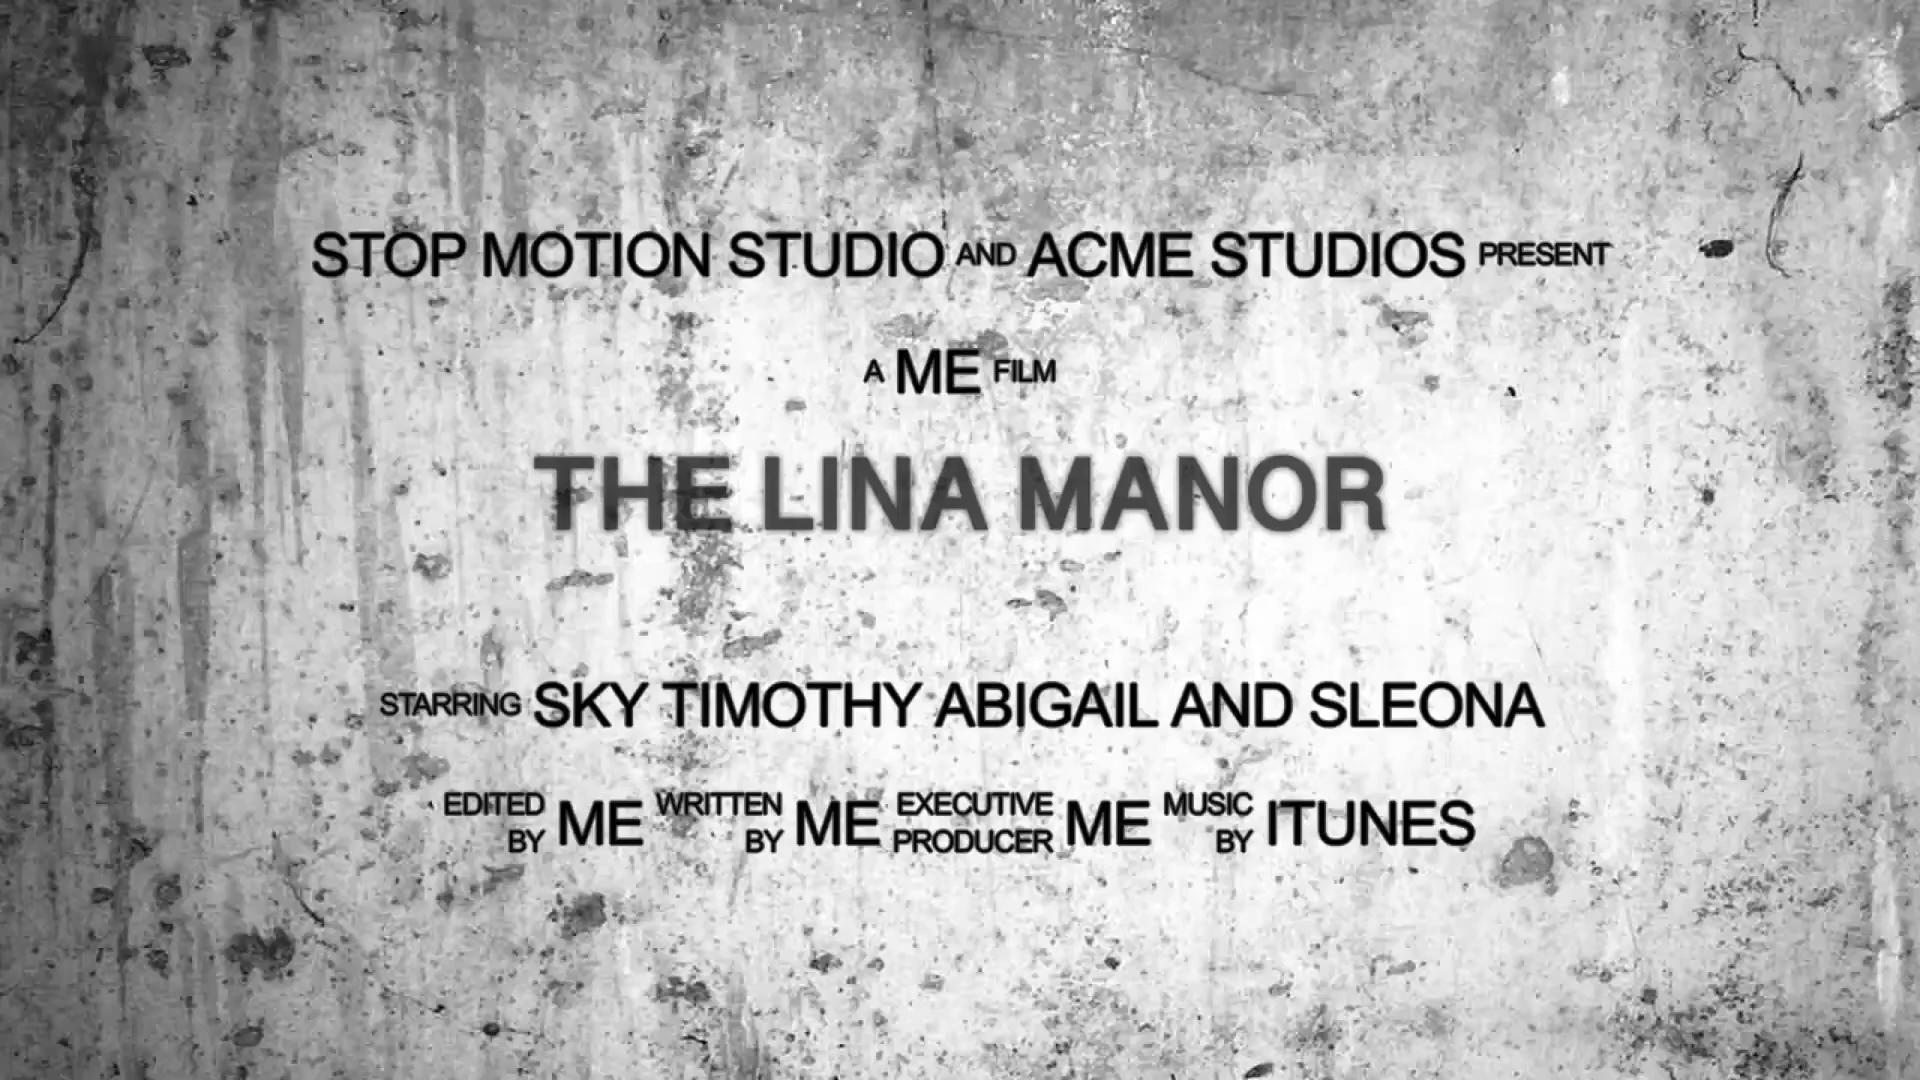 STOP MOTION STUDIO AND ACME STUDIOS PRESENT
A ME FILM
THE LINA MANOR
STARRING SKY TIMOTHY ABIGAIL AND SLEONA
EDITED BY ME WRITTEN BY ME EXECUTIVE PRODUCER ME MUSIC BY ITUNES